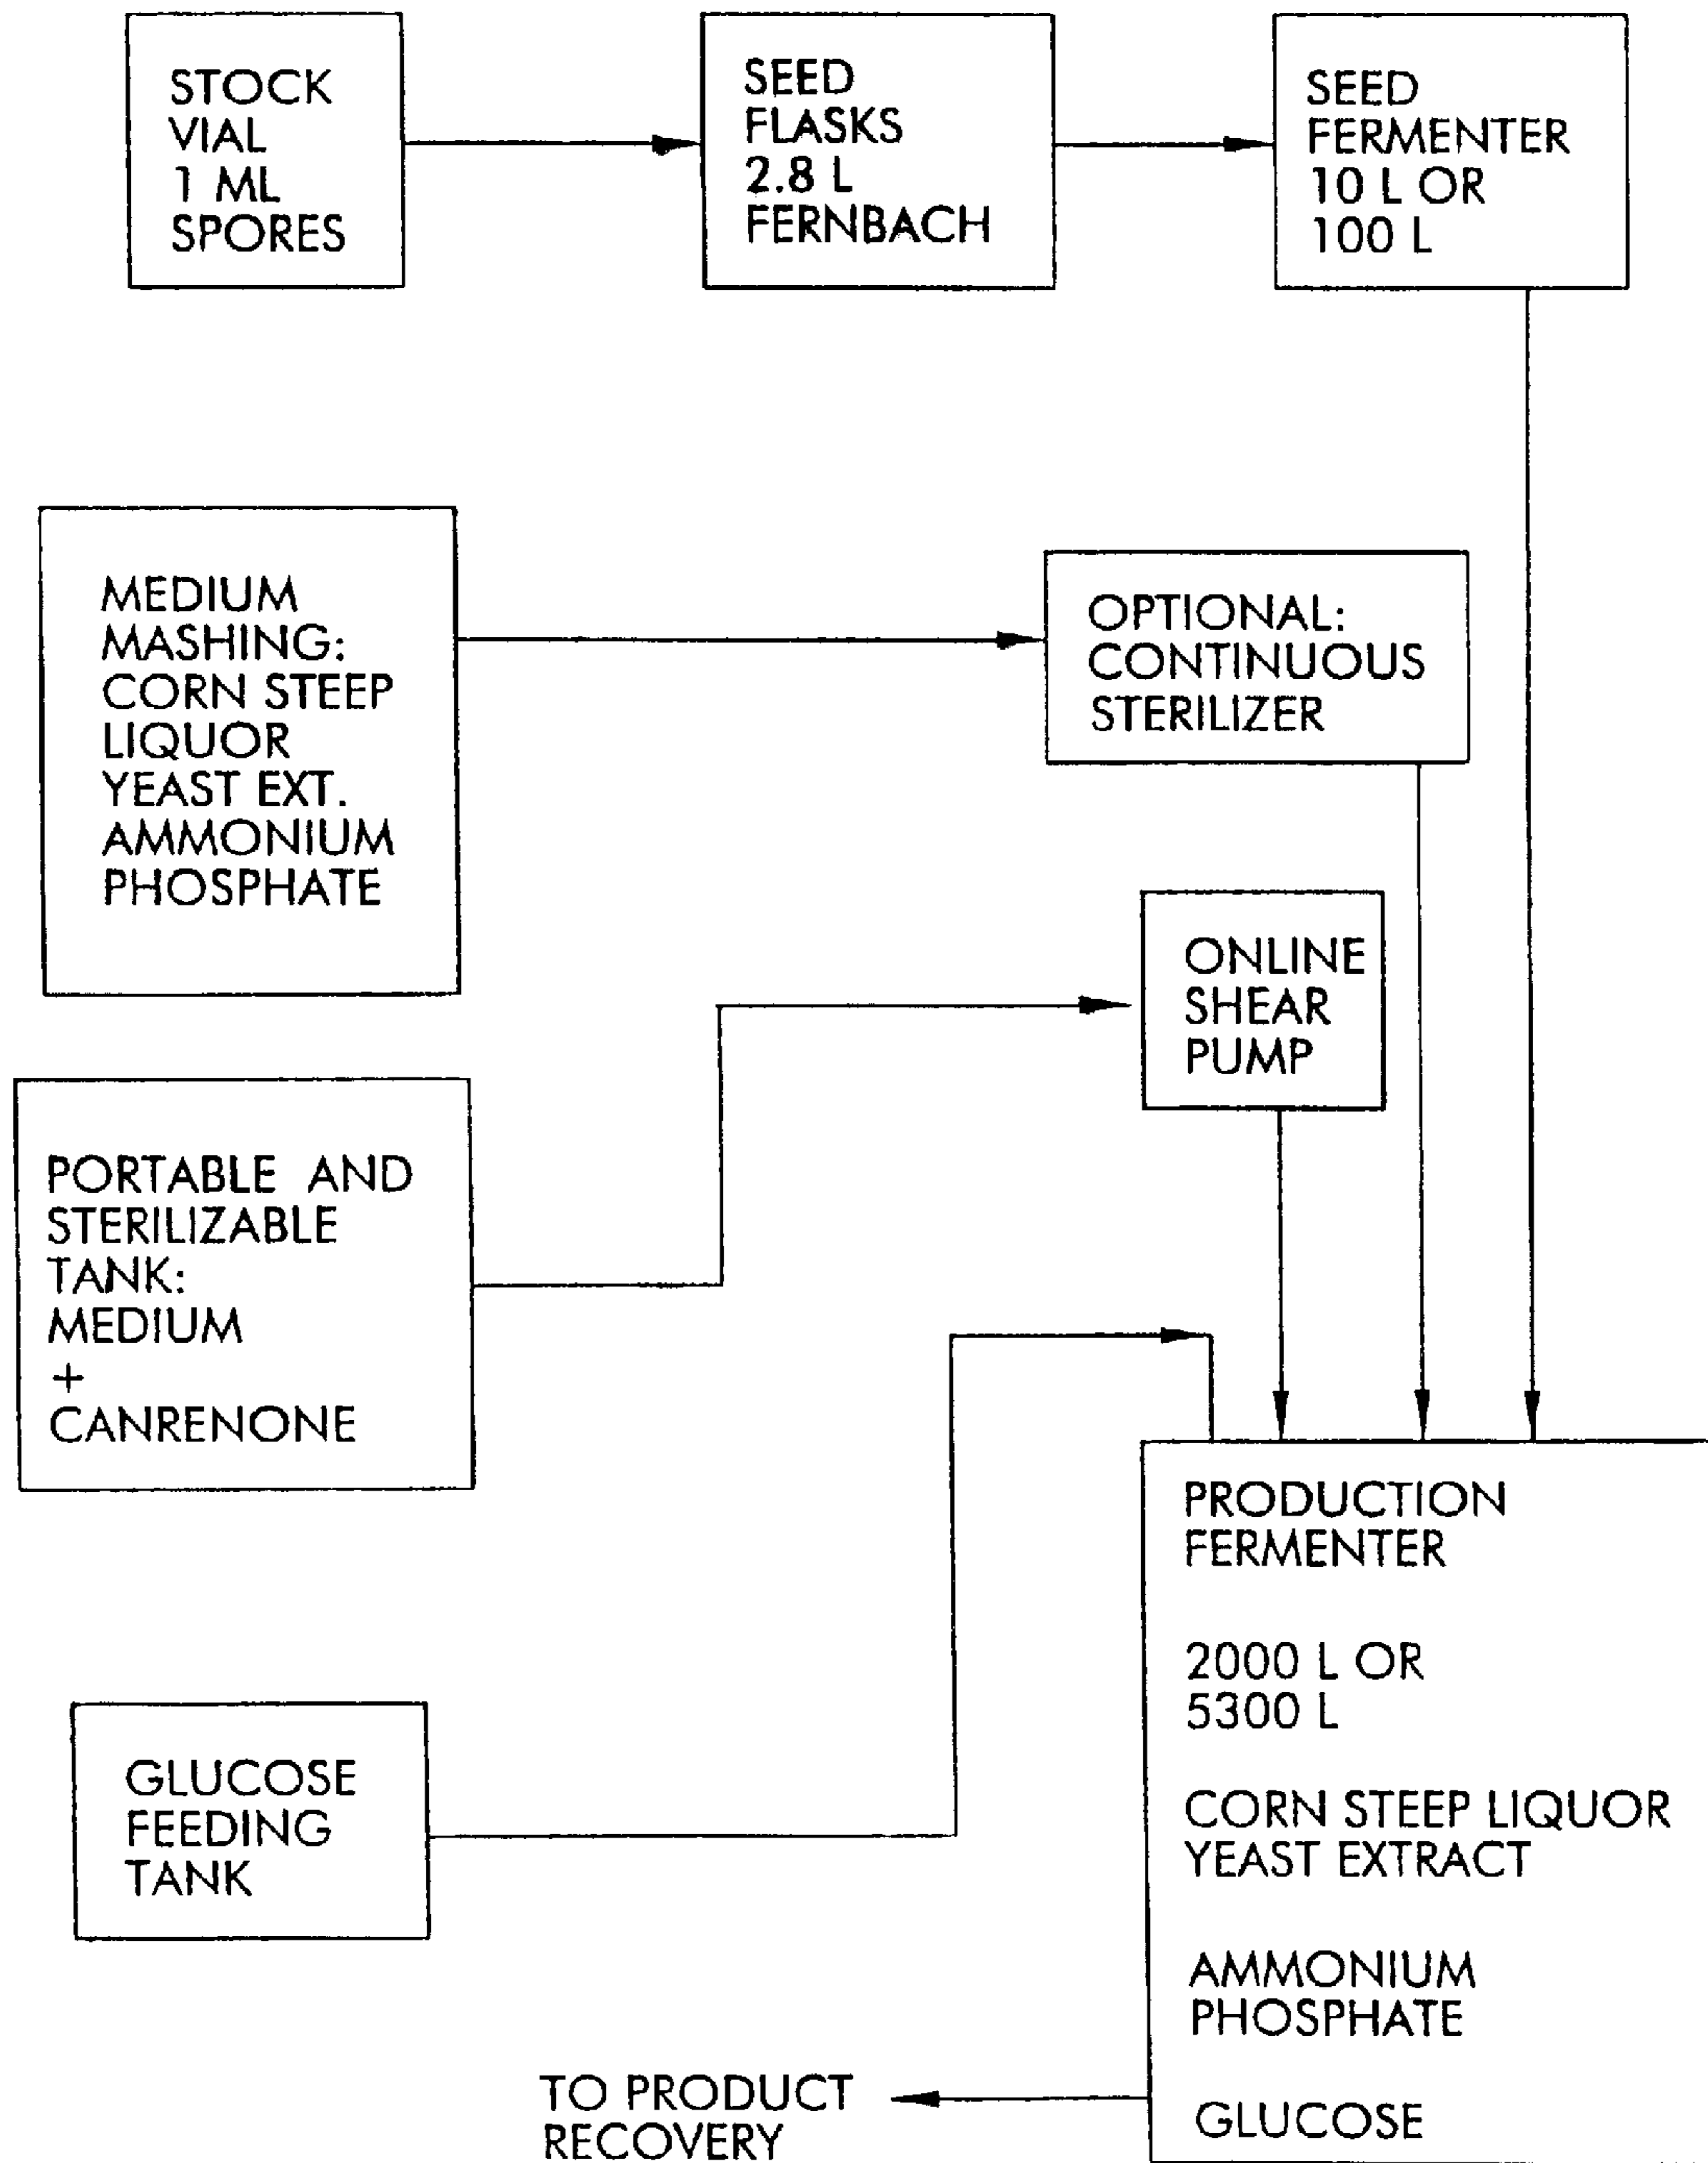 STOCK
VIAL
1 ML
SPORES
SEED
FLASKS
2.8 L
FERNBACH
SEED
FERMENTER
10 L OR
100 L
MEDIUM
MASHING:
CORN STEEP
LIQUOR
YEAST EXT.
AMMONIUM
PHOSPHATE
OPTIONAL:
CONTINUOUS
STERILIZER
ONLINE
SHEAR
PUMP
PORTABLE AND
STERILIZABLE
TANK:
MEDIUM
+
CANRENONE
GLUCOSE
FEEDING
TANK
PRODUCTION
FERMENTER
2000 L OR
5300 L
CORN STEEP LIQUOR
YEAST EXTRACT
AMMONIUM
PHOSPHATE
GLUCOSE
TO PRODUCT
RECOVERY